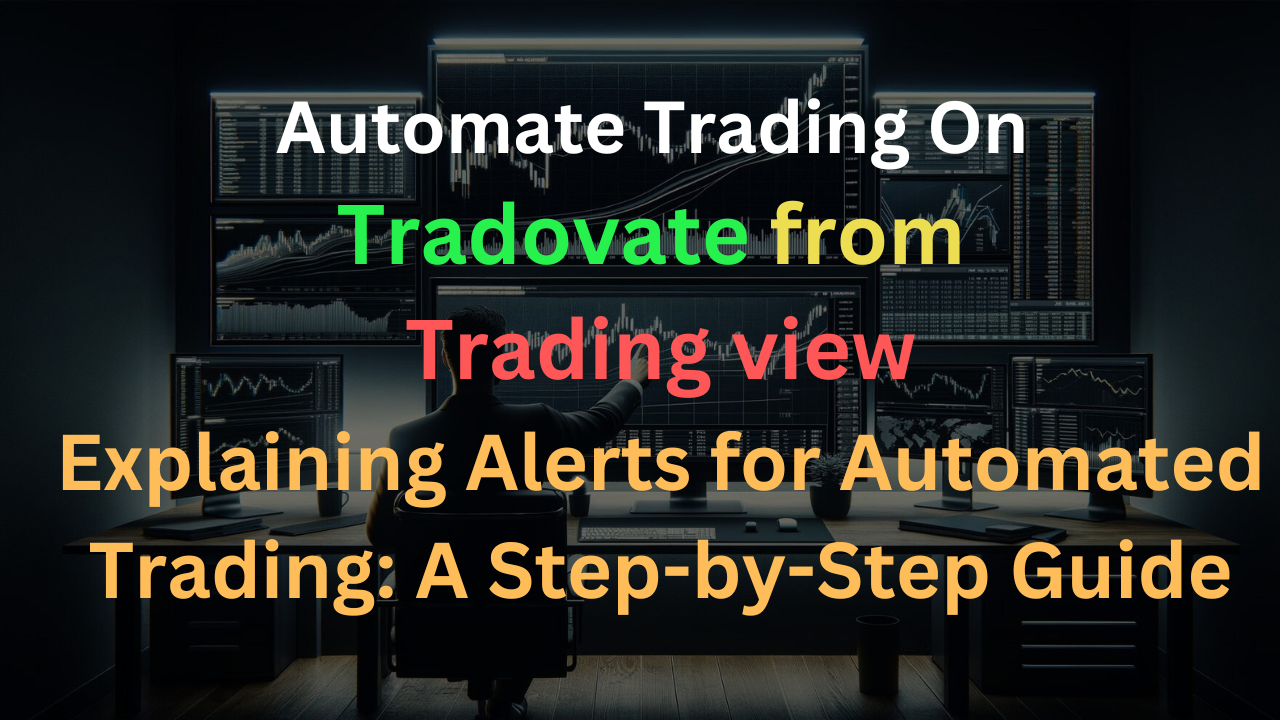 Automate Trading On
Tradovate from
Trading view
Explaining Alerts for Automated
Trading: A Step-by-Step Guide